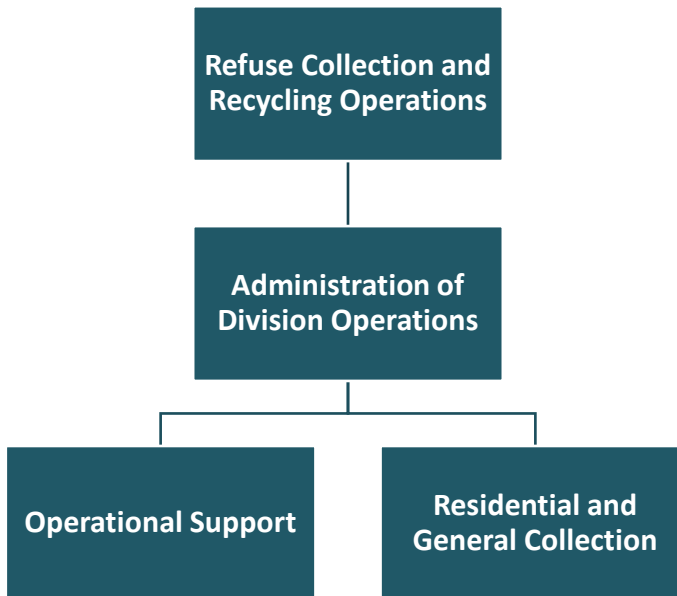 Refuse Collection and
Recycling Operations
Administration of
Division Operations
Operational Support
Residential and
General Collection